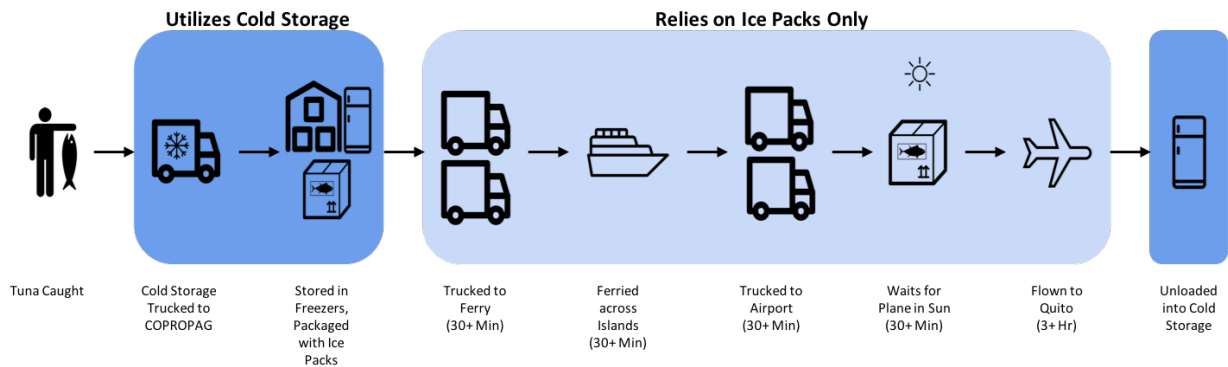 Utilizes Cold Storage
Relies on Ice Packs Only
Tuna Caught
Cold Storage
Trucked to
COPROPAG
Stored in
Freezers,
Packaged
with Ice
Packs
Trucked to
Ferry
(30+ Min)
Ferried
across
Islands
(30+ Min)
Trucked to
Airport
(30+ Min)
Waits for
Plane in Sun
(30+ Min)
Flown to
Quito
(3+ Hr)
Unloaded
into Cold
Storage